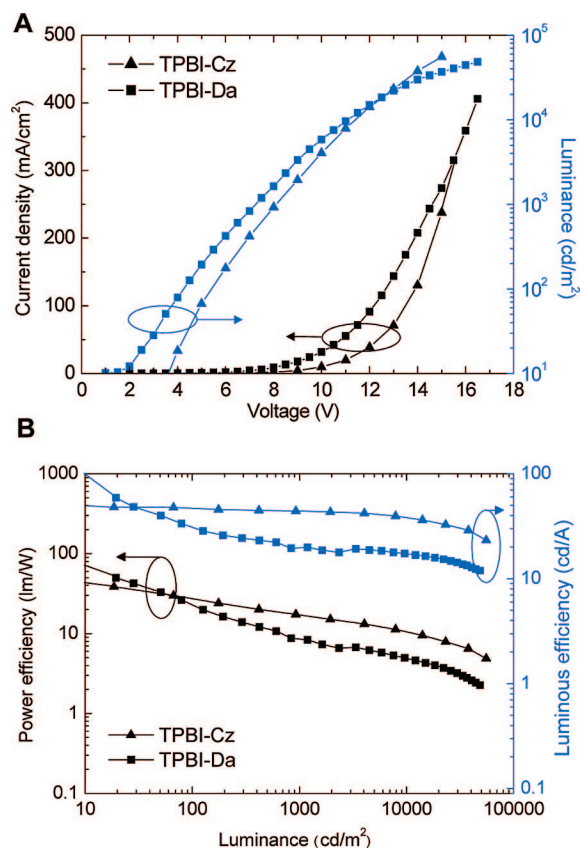 A
500
400
300
200
100
0
Current density (mA/cm²)
TPBI-Cz
TPBI-Da
10⁵
10⁴
10³
10²
10¹
Luminance (cd/m²)
2 4 6 8 10 12 14 16 18
Voltage (V)
B
1000
100
10
1
0.1
Power efficiency (lm/W)
TPBI-Cz
TPBI-Da
100
10
1
0.1
Luminous efficiency (cd/A)
10 100 1000 10000 100000
Luminance (cd/m²)